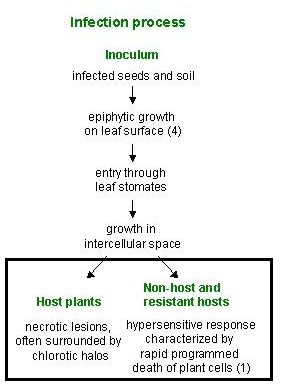 Infection process
Inoculum
infected seeds and soil
epiphytic growth
on leaf surface (4)
entry through
leaf stomates
growth in
intercellular space
Host plants
necrotic lesions,
often surrounded by
chlorotic halos
Non-host and
resistant hosts
hypersensitive response
characterized by
rapid programmed
death of plant cells (1)